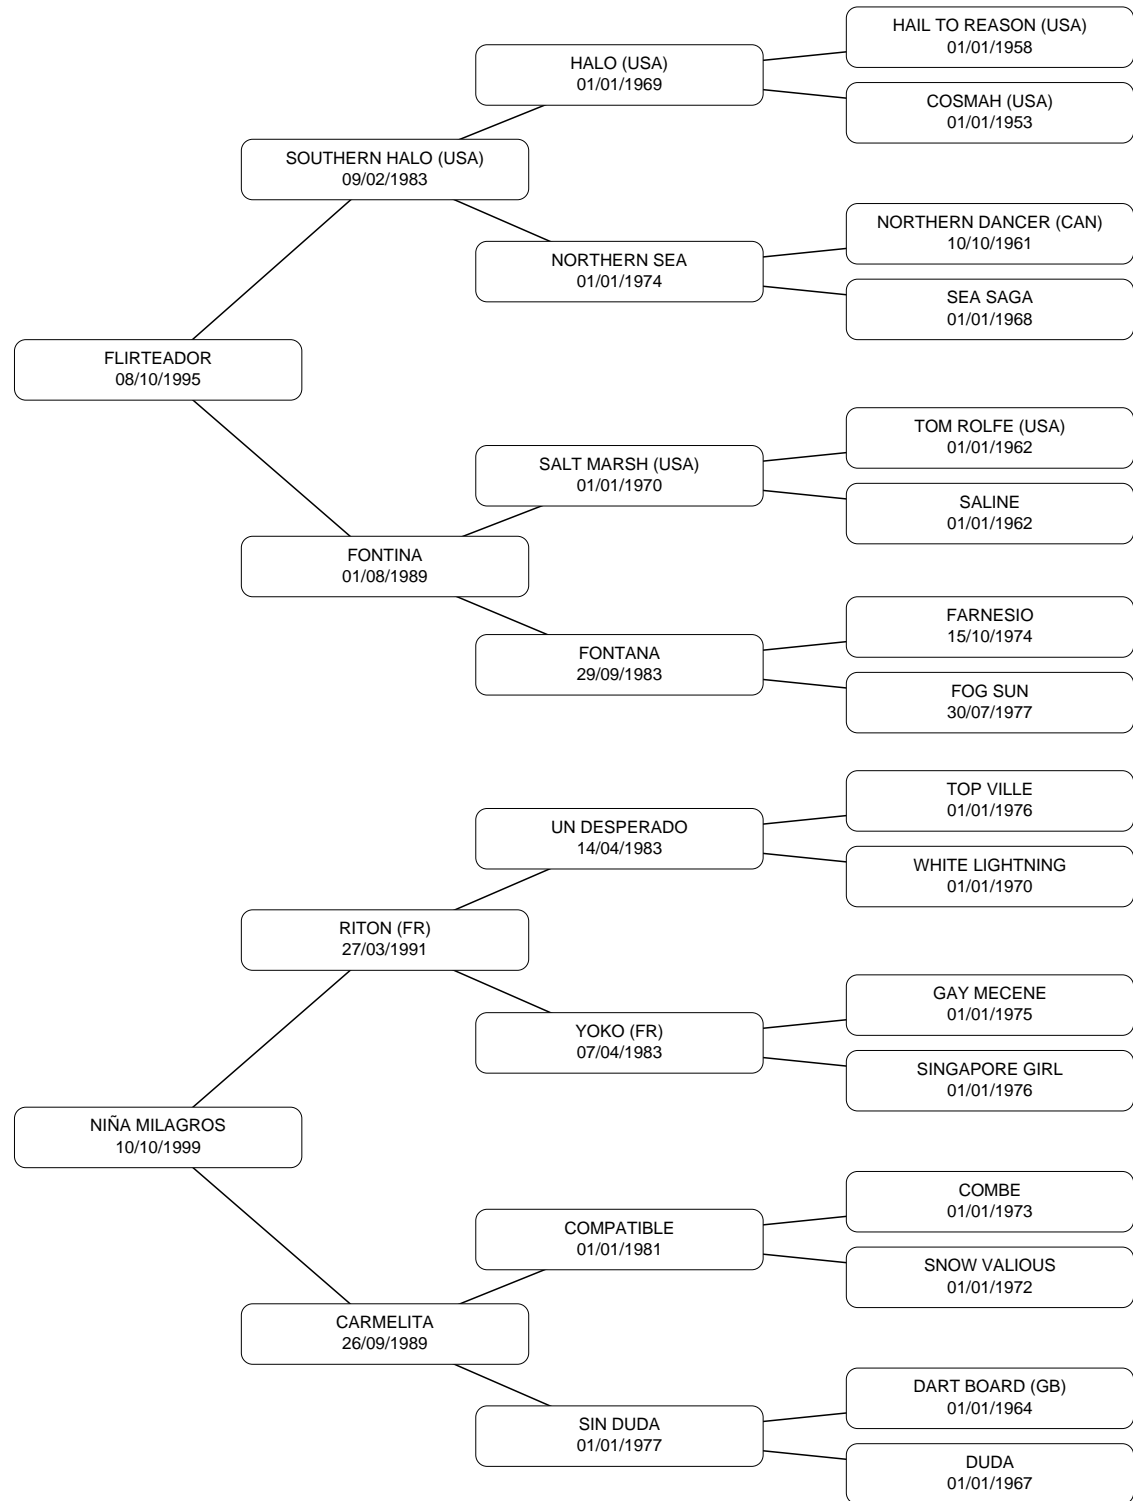 HAIL TO REASON (USA)
01/01/1958
HALO (USA)
01/01/1969
COSMAH (USA)
01/01/1953
SOUTHERN HALO (USA)
09/02/1983
NORTHERN DANCER (CAN)
10/10/1961
NORTHERN SEA
01/01/1974
SEA SAGA
01/01/1968
FLIRTEADOR
08/10/1995
TOM ROLFE (USA)
01/01/1962
SALT MARSH (USA)
01/01/1970
SALINE
01/01/1962
FONTINA
01/08/1989
FARNESIO
15/10/1974
FONTANA
29/09/1983
FOG SUN
30/07/1977
TOP VILLE
01/01/1976
UN DESPERADO
14/04/1983
WHITE LIGHTNING
01/01/1970
RITON (FR)
27/03/1991
GAY MECENE
01/01/1975
YOKO (FR)
07/04/1983
SINGAPORE GIRL
01/01/1976
NIÑA MILAGROS
10/10/1999
COMBE
01/01/1973
COMPATIBLE
01/01/1981
SNOW VALIOUS
01/01/1972
CARMELITA
26/09/1989
DART BOARD (GB)
01/01/1964
SIN DUDA
01/01/1977
DUDA
01/01/1967